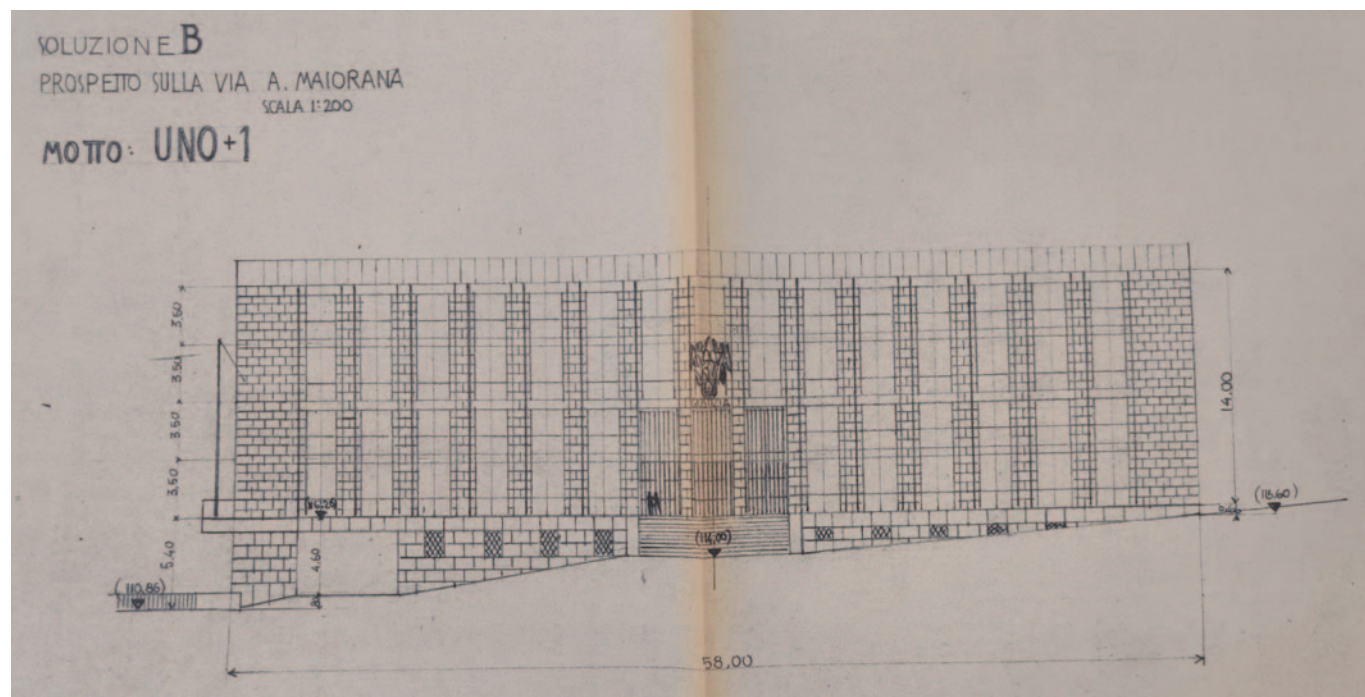 SOLUZIONE B
PROSPETTO SULLA VIA A. MAIORANA
SCALA 1:200
MOTTO: UNO+1
3.60
3.50
3.50
3.50
5.40
4.60
14,00
(118.60)
(114,00)
(110.86)
58,00